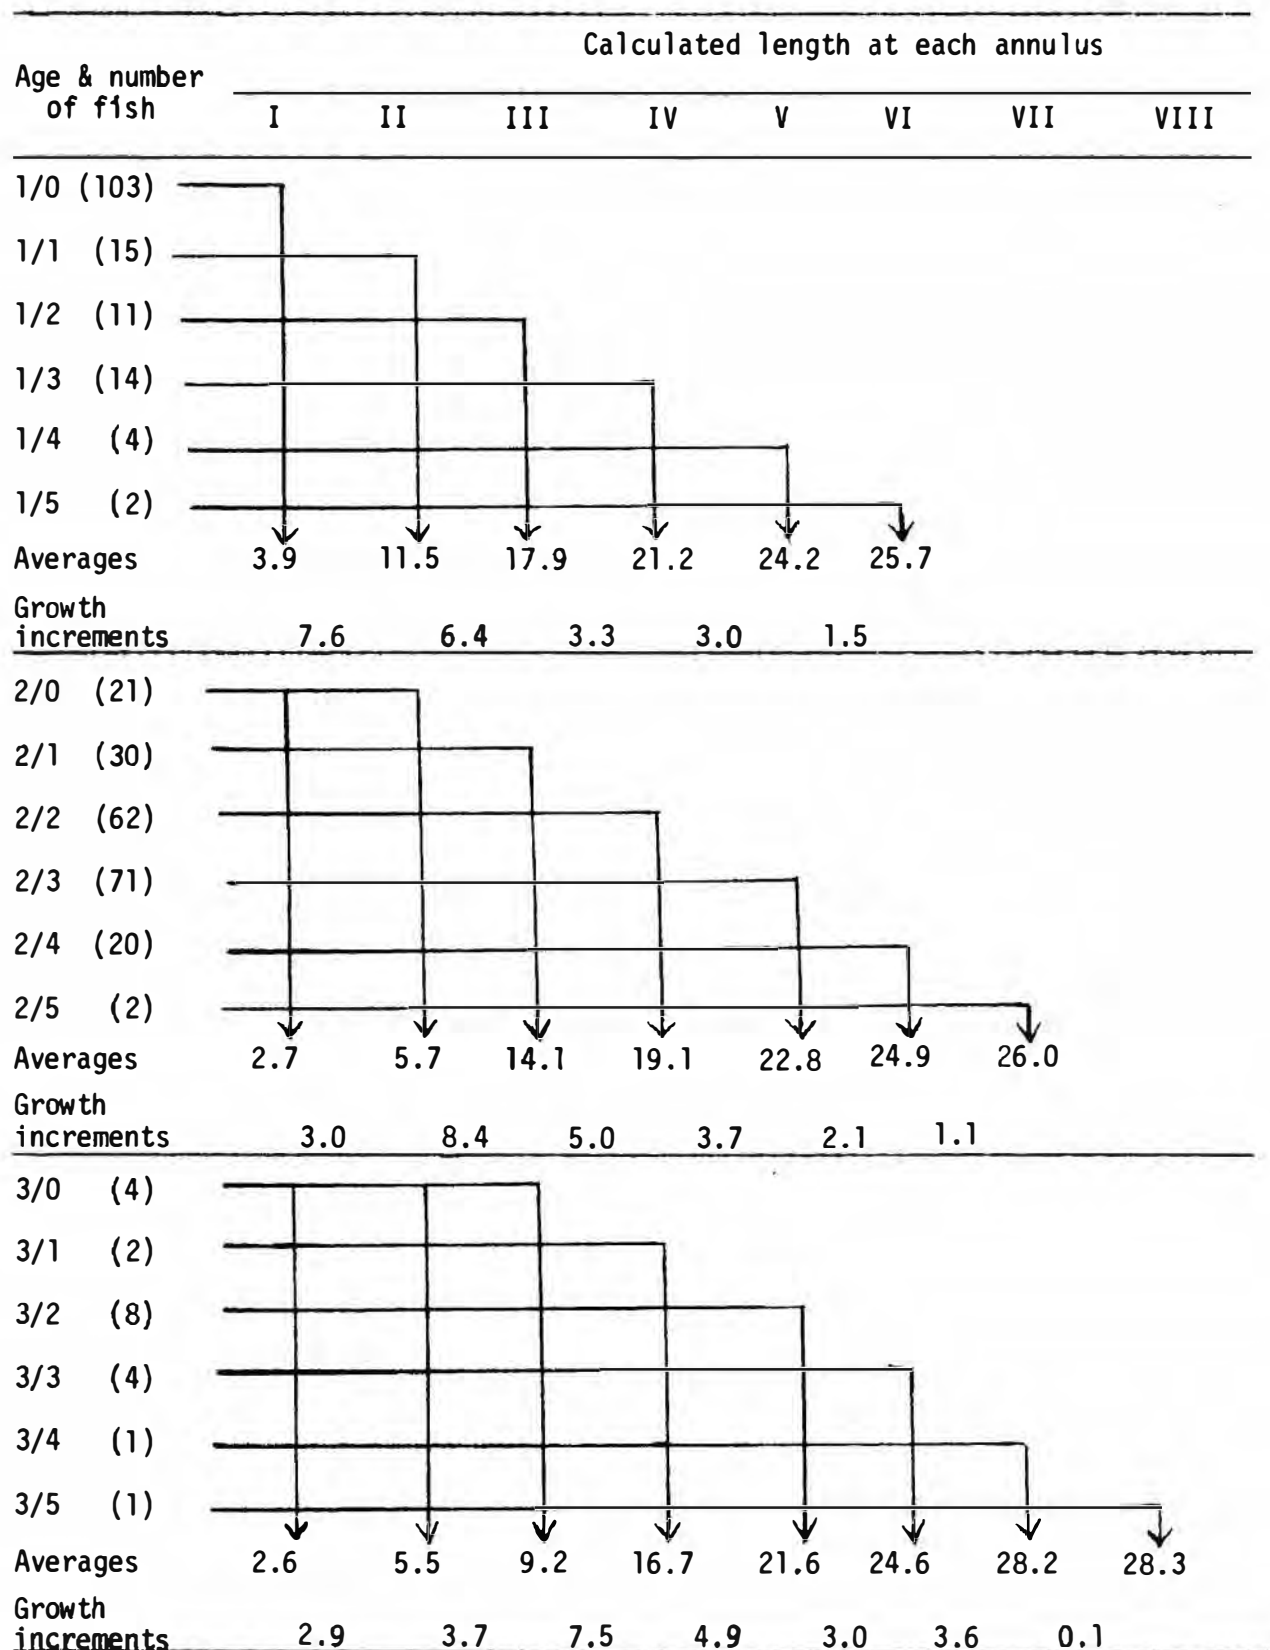 Calculated length at each annulus
Age & number
of fish
I II III IV V VI VII VIII
1/0 (103)
1/1 (15)
1/2 (11)
1/3 (14)
1/4 (4)
1/5 (2)
Averages 3.9 11.5 17.9 21.2 24.2 25.7
Growth
increments 7.6 6.4 3.3 3.0 1.5
2/0 (21)
2/1 (30)
2/2 (62)
2/3 (71)
2/4 (20)
2/5 (2)
Averages 2.7 5.7 14.1 19.1 22.8 24.9 26.0
Growth
increments 3.0 8.4 5.0 3.7 2.1 1.1
3/0 (4)
3/1 (2)
3/2 (8)
3/3 (4)
3/4 (1)
3/5 (1)
Averages 2.6 5.5 9.2 16.7 21.6 24.6 28.2 28.3
Growth
increments 2.9 3.7 7.5 4.9 3.0 3.6 0.1